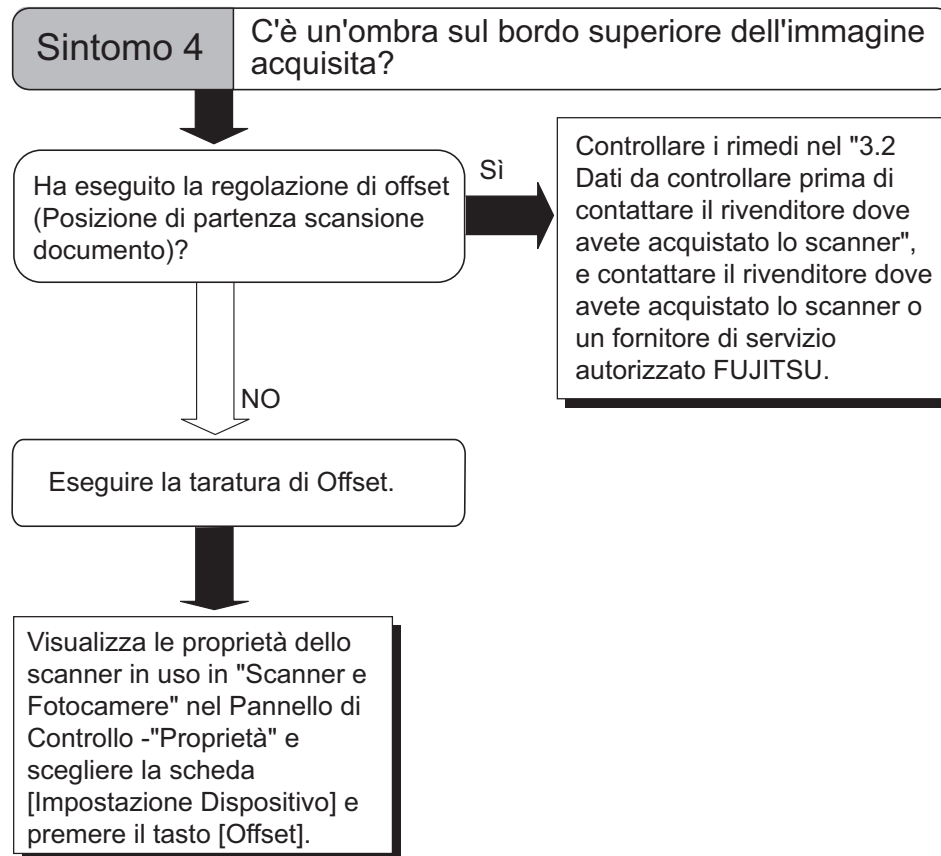 Sintomo 4
C'è un'ombra sul bordo superiore dell'immagine
acquisita?
Ha eseguito la regolazione di offset
(Posizione di partenza scansione
documento)?
Sì
Controllare i rimedi nel "3.2
Dati da controllare prima di
contattare il rivenditore dove
avete acquistato lo scanner",
e contattare il rivenditore dove
avete acquistato lo scanner o
un fornitore di servizio
autorizzato FUJITSU.
NO
Eseguire la taratura di Offset.
Visualizza le proprietà dello
scanner in uso in "Scanner e
Fotocamere" nel Pannello di
Controllo -"Proprietà" e
scegliere la scheda
[Impostazione Dispositivo] e
premere il tasto [Offset].